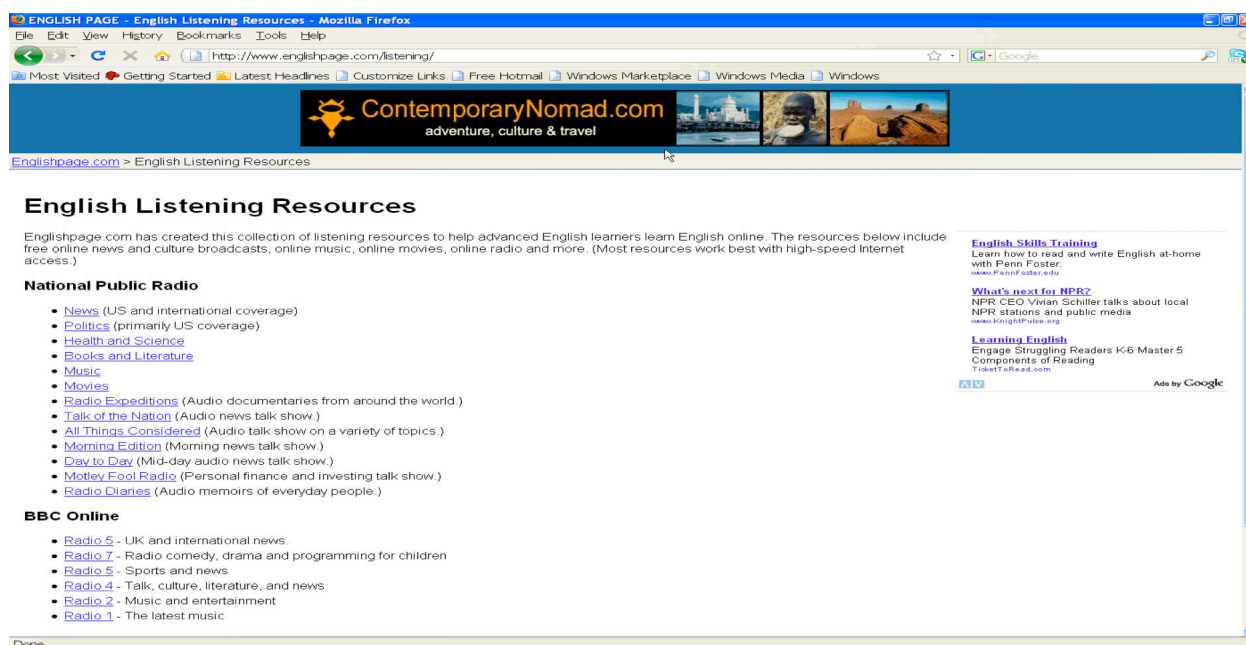 ENGLISH PAGE - English Listening Resources - Mozilla Firefox
File Edit View History Bookmarks Tools Help
http://www.englishpage.com/listening/
Google
Most Visited Getting Started Latest Headlines Customize Links Free Hotmail Windows Marketplace Windows Media Windows
ContemporaryNomad.com
adventure, culture & travel
Englishpage.com > English Listening Resources
English Listening Resources
Englishpage.com has created this collection of listening resources to help advanced English learners learn English online. The resources below include
free online news and culture broadcasts, online music, online movies, online radio and more. (Most resources work best with high-speed Internet
access.)
National Public Radio
• News (US and international coverage)
• Politics (primarily US coverage)
• Health and Science
• Books and Literature
• Music
• Movies
• Radio Expeditions (Audio documentaries from around the world.)
• Talk of the Nation (Audio news talk show.)
• All Things Considered (Audio talk show on a variety of topics.)
• Morning Edition (Morning news talk show.)
• Day to Day (Mid-day audio news talk show.)
• Motley Fool Radio (Personal finance and investing talk show.)
• Radio Diaries (Audio memoirs of everyday people.)
BBC Online
• Radio 5 - UK and international news.
• Radio 7 - Radio comedy, drama and programming for children
• Radio 5 - Sports and news
• Radio 4 - Talk, culture, literature, and news
• Radio 2 - Music and entertainment
• Radio 1 - The latest music
English Skills Training
Learn how to read and write English at-home
with Penn Foster.
www.PennFoster.edu
What's next for NPR?
NPR CEO Vivian Schiller talks about local
NPR stations and public media
www.KnightPulse.org
Learning English
Engage Struggling Readers K-6 Master 5
Components of Reading
TicketToRead.com
Ads by Google
Done